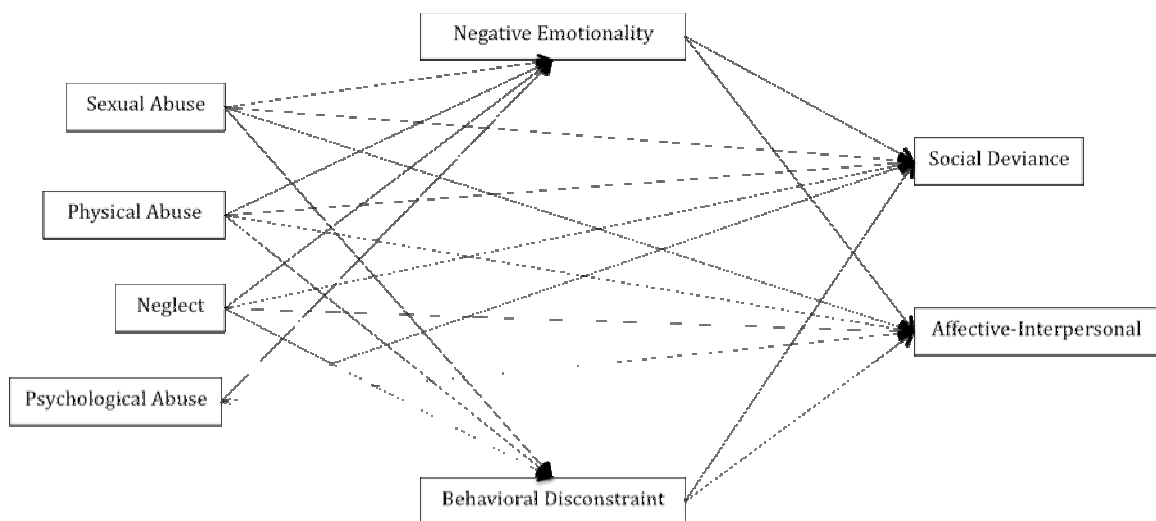 Negative Emotionality
Sexual Abuse
Social Deviance
Physical Abuse
Neglect
Affective-Interpersonal
Psychological Abuse
Behavioral Disconstraint